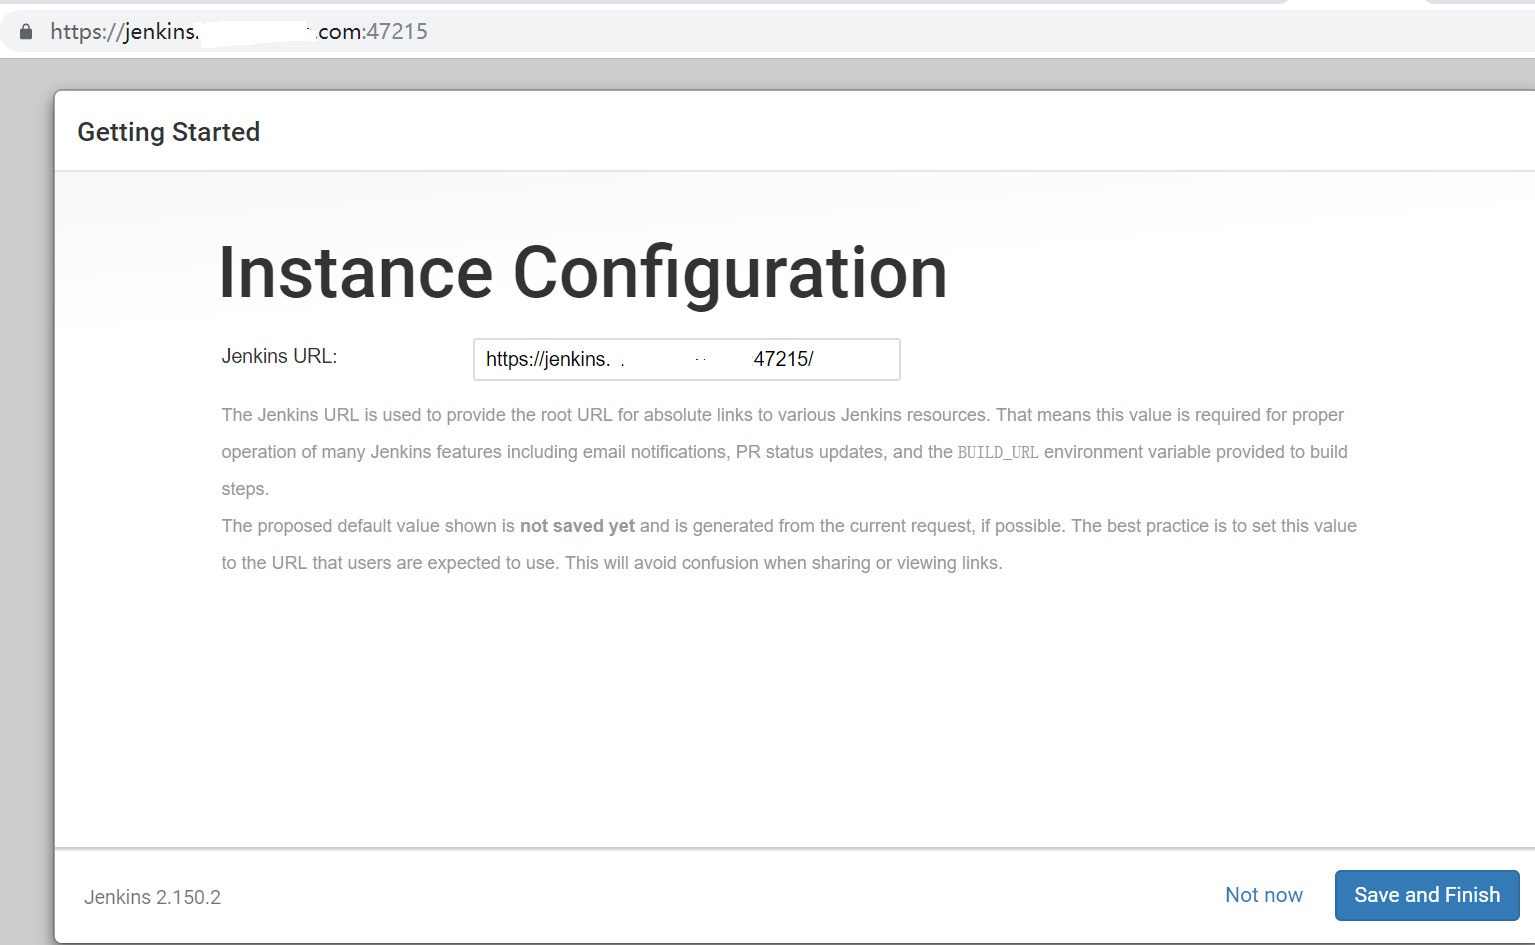 https://jenkins. .com:47215
Getting Started
Instance Configuration
Jenkins URL:
https://jenkins. 47215/
The Jenkins URL is used to provide the root URL for absolute links to various Jenkins resources. That means this value is required for proper
operation of many Jenkins features including email notifications, PR status updates, and the BUILD_URL environment variable provided to build
steps.
The proposed default value shown is not saved yet and is generated from the current request, if possible. The best practice is to set this value
to the URL that users are expected to use. This will avoid confusion when sharing or viewing links.
Jenkins 2.150.2
Not now
Save and Finish